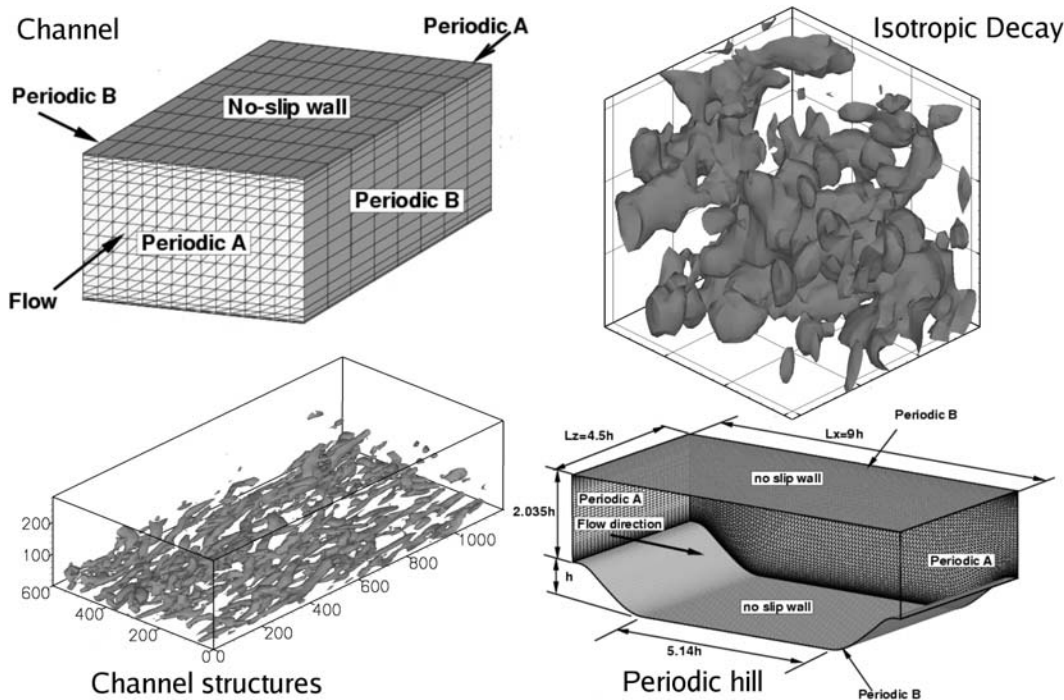 Channel
Periodic A
Periodic B
No-slip wall
Periodic B
Periodic A
Flow
Isotropic Decay
200
100
600
400
200
0
0
200
400
600
800
1000
Channel structures
Periodic B
Lz=4.5h
Lx=9h
no slip wall
Periodic A
2.035h
Flow direction
Periodic A
h
no slip wall
5.14h
Periodic B
Periodic hill